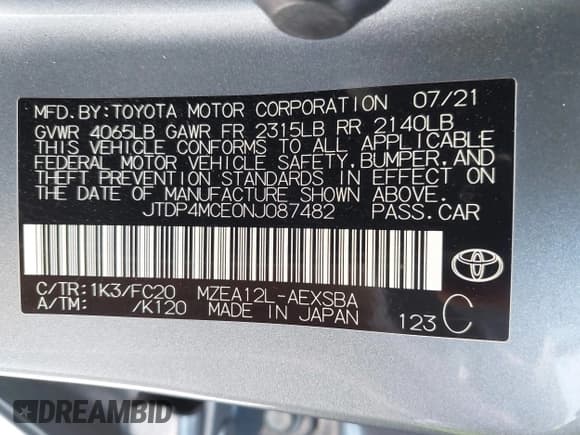 MFD. BY: TOYOTA MOTOR CORPORATION 07/21
GVWR 4065LB GAWR FR 2315LB RR 2140LB
THIS VEHICLE CONFORMS TO ALL APPLICABLE
FEDERAL MOTOR VEHICLE SAFETY, BUMPER, AND
THEFT PREVENTION STANDARDS IN EFFECT ON
THE DATE OF MANUFACTURE SHOWN ABOVE.
JTDP4MCE0NJ087482 PASS. CAR
C/TR: 1K3/FC20 MZEA12L-AEXSBA
A/TM: /K120 MADE IN JAPAN 123 C
DREAMBID